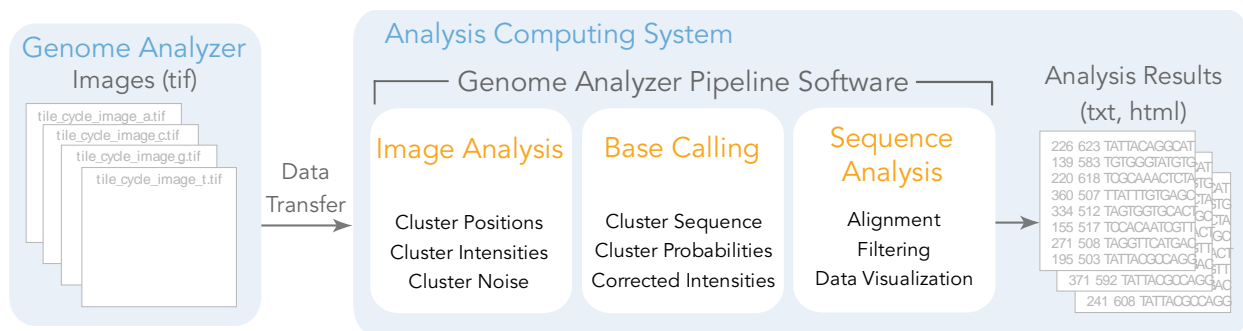 Genome Analyzer
Images (tif)
tile_cycle_image_a.tif
tile_cycle_image_c.tif
tile_cycle_image_g.tif
tile_cycle_image_t.tif
Data
Transfer
Analysis Computing System
Genome Analyzer Pipeline Software
Image Analysis
Cluster Positions
Cluster Intensities
Cluster Noise
Base Calling
Cluster Sequence
Cluster Probabilities
Corrected Intensities
Sequence
Analysis
Alignment
Filtering
Data Visualization
Analysis Results
(txt, html)
226 623 TATTACAGGCAT
139 583 TGTGGGTATGTG
220 618 TCGCAAACTCTA
360 507 TTATTTGTGAGC
334 512 TAGTGGTGCACT
155 517 TCCACAATCGTT
271 508 TAGGTTCATGAC
195 503 TATTACGCCAGG
371 592 TATTACGCCAGG
241 608 TATTACGCCAGG